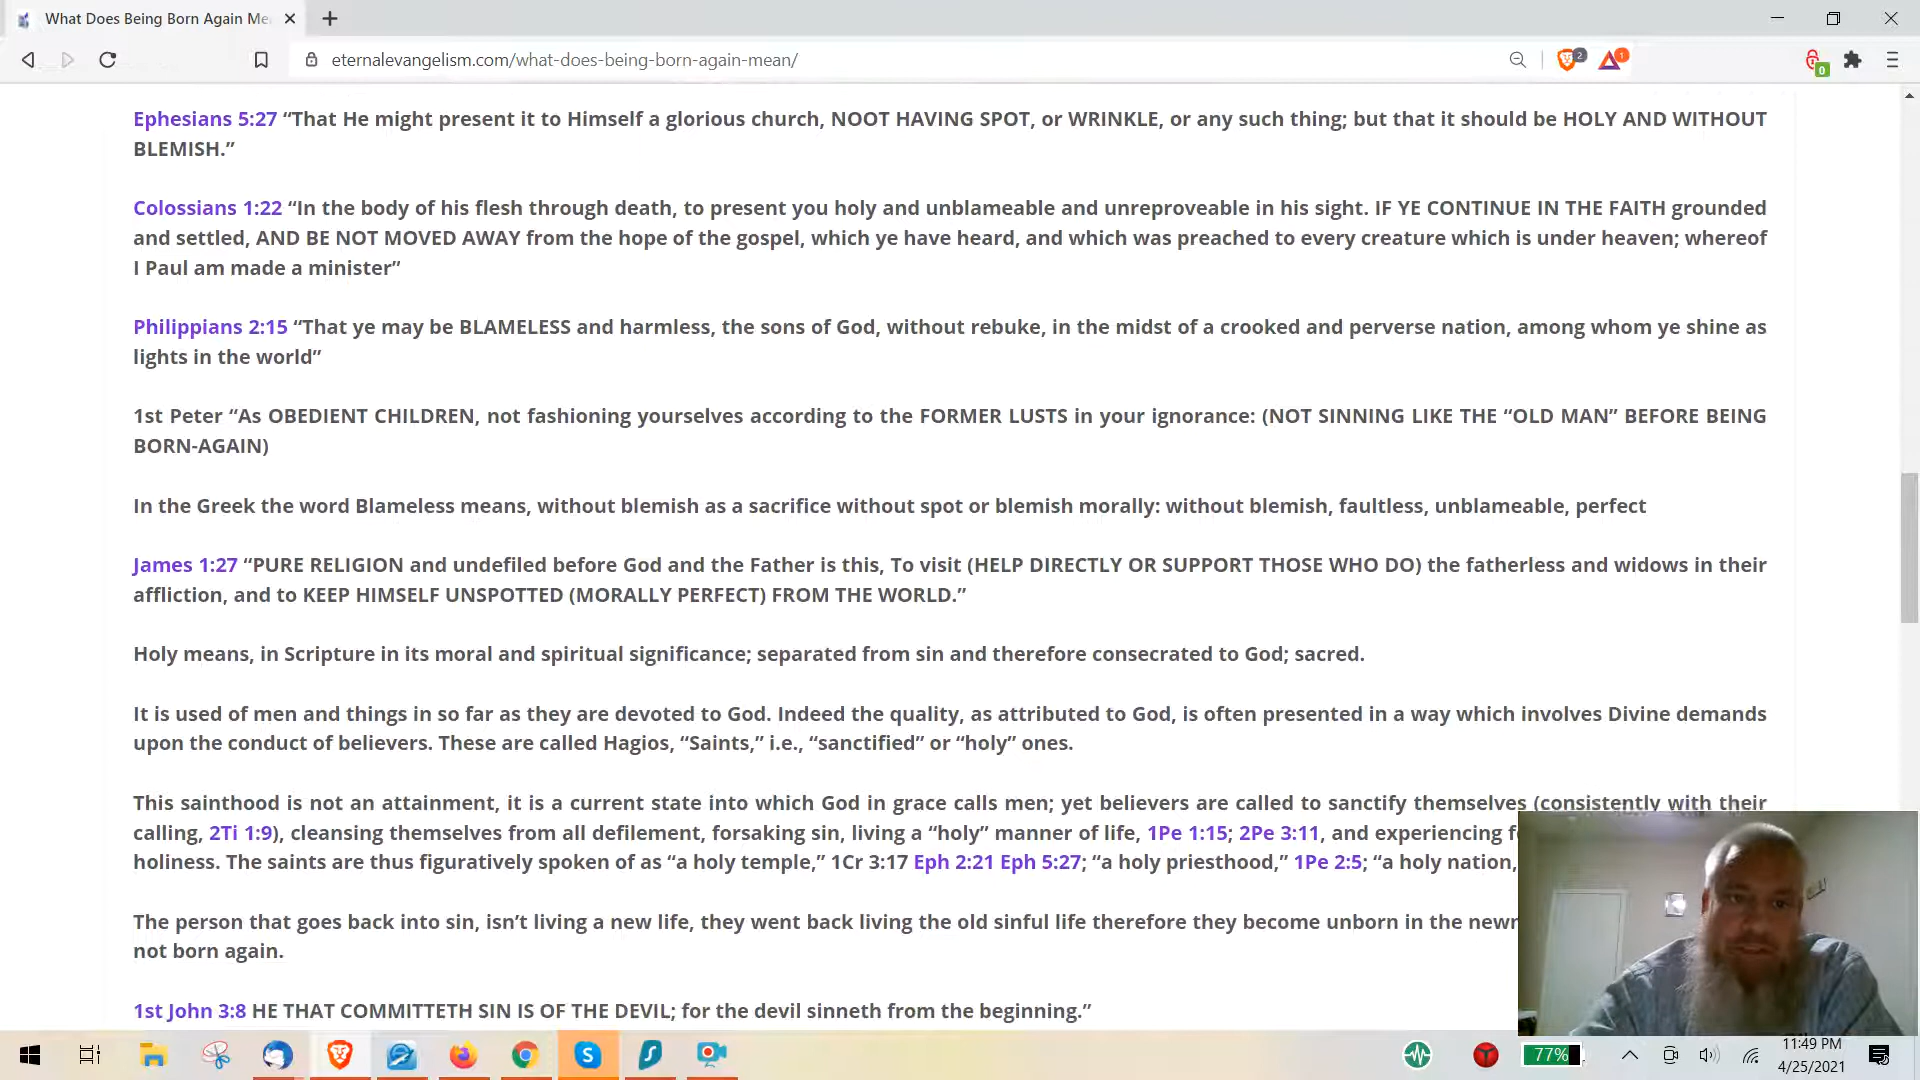 What Does Being Born Again Me
eternalevangelism.com/what-does-being-born-again-mean/
2
1
0
Ephesians 5:27 “That He might present it to Himself a glorious church, NOOT HAVING SPOT, or WRINKLE, or any such thing; but that it should be HOLY AND WITHOUT
BLEMISH.”
Colossians 1:22 “In the body of his flesh through death, to present you holy and unblameable and unreproveable in his sight. IF YE CONTINUE IN THE FAITH grounded
and settled, AND BE NOT MOVED AWAY from the hope of the gospel, which ye have heard, and which was preached to every creature which is under heaven; whereof
I Paul am made a minister”
Philippians 2:15 “That ye may be BLAMELESS and harmless, the sons of God, without rebuke, in the midst of a crooked and perverse nation, among whom ye shine as
lights in the world”
1st Peter “As OBEDIENT CHILDREN, not fashioning yourselves according to the FORMER LUSTS in your ignorance: (NOT SINNING LIKE THE “OLD MAN” BEFORE BEING
BORN-AGAIN)
In the Greek the word Blameless means, without blemish as a sacrifice without spot or blemish morally: without blemish, faultless, unblameable, perfect
James 1:27 “PURE RELIGION and undefiled before God and the Father is this, To visit (HELP DIRECTLY OR SUPPORT THOSE WHO DO) the fatherless and widows in their
affliction, and to KEEP HIMSELF UNSPOTTED (MORALLY PERFECT) FROM THE WORLD.”
Holy means, in Scripture in its moral and spiritual significance; separated from sin and therefore consecrated to God; sacred.
It is used of men and things in so far as they are devoted to God. Indeed the quality, as attributed to God, is often presented in a way which involves Divine demands
upon the conduct of believers. These are called Hagios, “Saints,” i.e., “sanctified” or “holy” ones.
This sainthood is not an attainment, it is a current state into which God in grace calls men; yet believers are called to sanctify themselves (consistently with their
calling, 2Ti 1:9), cleansing themselves from all defilement, forsaking sin, living a “holy” manner of life, 1Pe 1:15; 2Pe 3:11, and experiencing
holiness. The saints are thus figuratively spoken of as “a holy temple,” 1Cr 3:17 Eph 2:21 Eph 5:27; “a holy priesthood,” 1Pe 2:5; “a holy nation,
The person that goes back into sin, isn’t living a new life, they went back living the old sinful life therefore they become unborn in the
not born again.
1st John 3:8 HE THAT COMMITTETH SIN IS OF THE DEVIL; for the devil sinneth from the beginning.”
77%
11:49 PM
4/25/2021